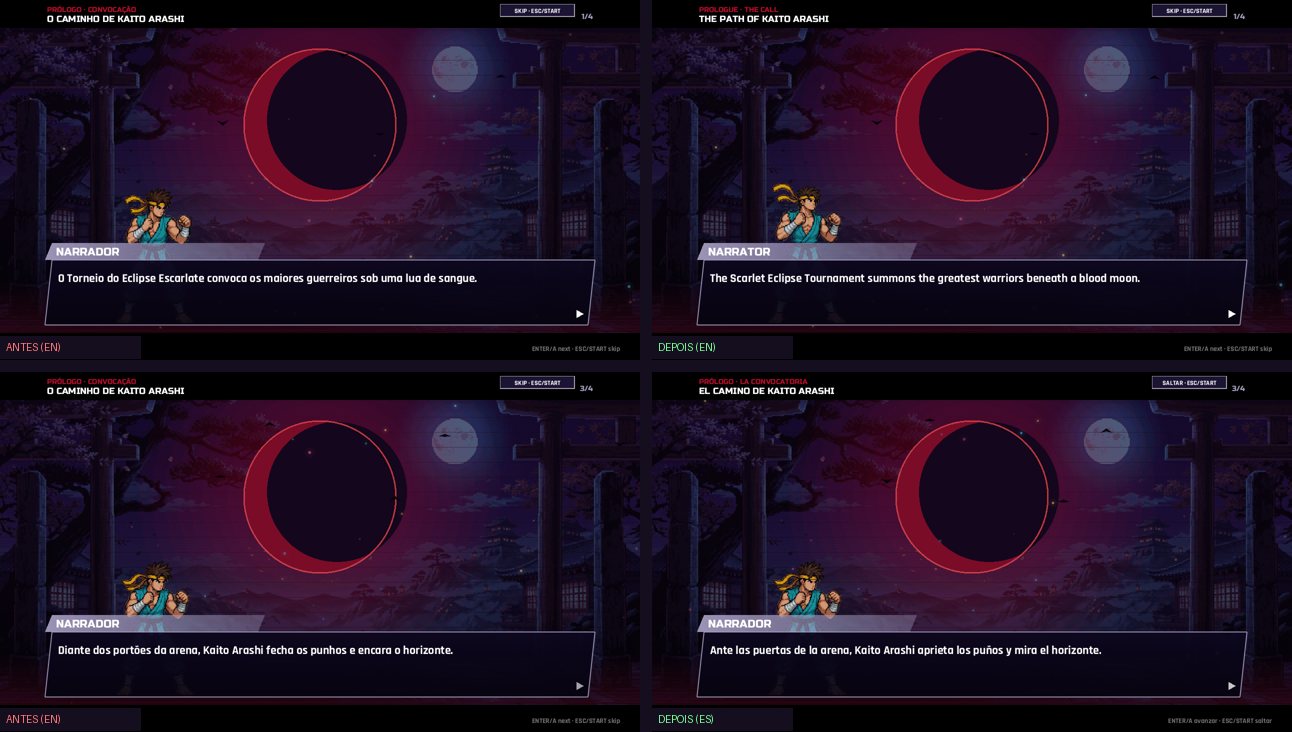 PRÓLOGO · CONVOCAÇÃO
O CAMINHO DE KAITO ARASHI
SKIP · ESC/START
1/4
NARRADOR
O Torneio do Eclipse Escarlate convoca os maiores guerreiros sob uma lua de sangue.
ANTES (EN)
ENTER/A next · ESC/START skip
PROLOGUE · THE CALL
THE PATH OF KAITO ARASHI
SKIP · ESC/START
1/4
NARRATOR
The Scarlet Eclipse Tournament summons the greatest warriors beneath a blood moon.
DEPOIS (EN)
ENTER/A next · ESC/START skip
PRÓLOGO · CONVOCAÇÃO
O CAMINHO DE KAITO ARASHI
SKIP · ESC/START
3/4
NARRADOR
Diante dos portões da arena, Kaito Arashi fecha os punhos e encara o horizonte.
ANTES (EN)
ENTER/A next · ESC/START skip
PRÓLOGO · LA CONVOCATORIA
EL CAMINO DE KAITO ARASHI
SALTAR · ESC/START
3/4
NARRADOR
Ante las puertas de la arena, Kaito Arashi aprieta los puños y mira el horizonte.
DEPOIS (ES)
ENTER/A avanzar · ESC/START saltar